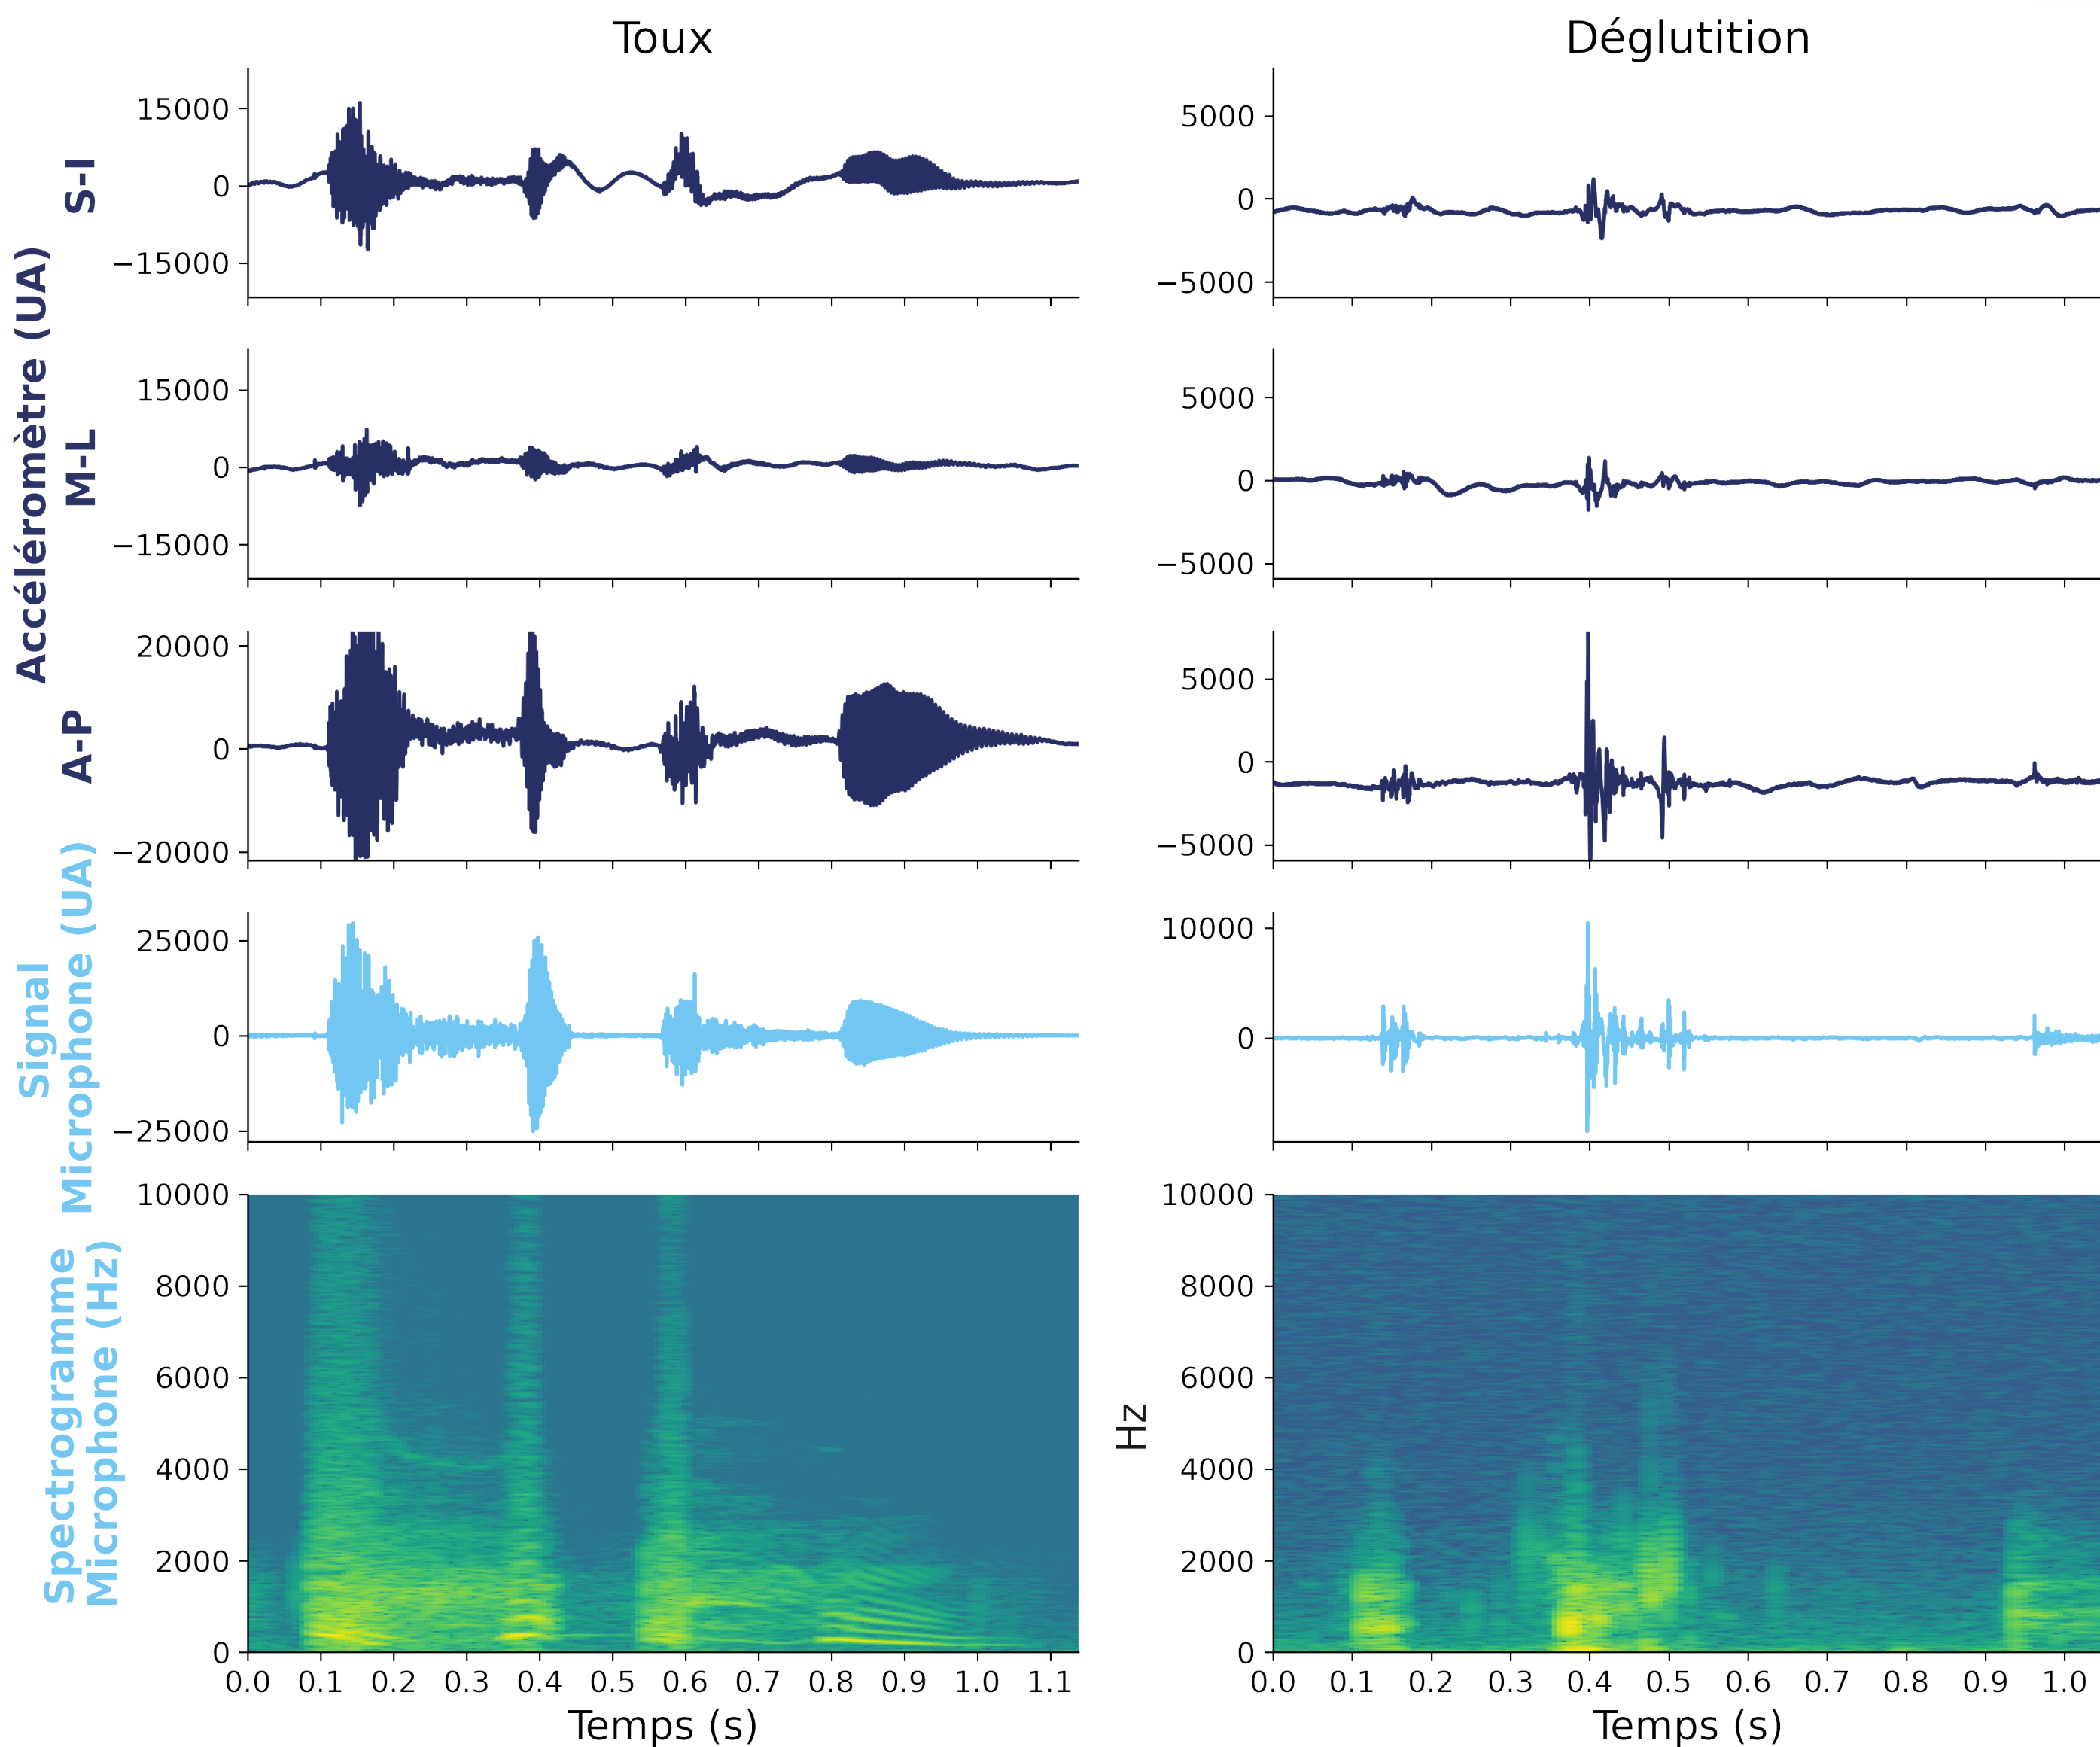 Toux
Déglutition
Accéléromètre (UA)
S-I
15000
0
−15000
5000
0
−5000
M-L
15000
0
−15000
5000
0
−5000
A-P
20000
0
−20000
5000
0
−5000
Signal
Microphone (UA)
25000
0
−25000
10000
0
Spectrogramme
Microphone (Hz)
10000
8000
6000
4000
2000
0
Hz
10000
8000
6000
4000
2000
0
0.0 0.1 0.2 0.3 0.4 0.5 0.6 0.7 0.8 0.9 1.0 1.1
0.0 0.1 0.2 0.3 0.4 0.5 0.6 0.7 0.8 0.9 1.0
Temps (s)
Temps (s)